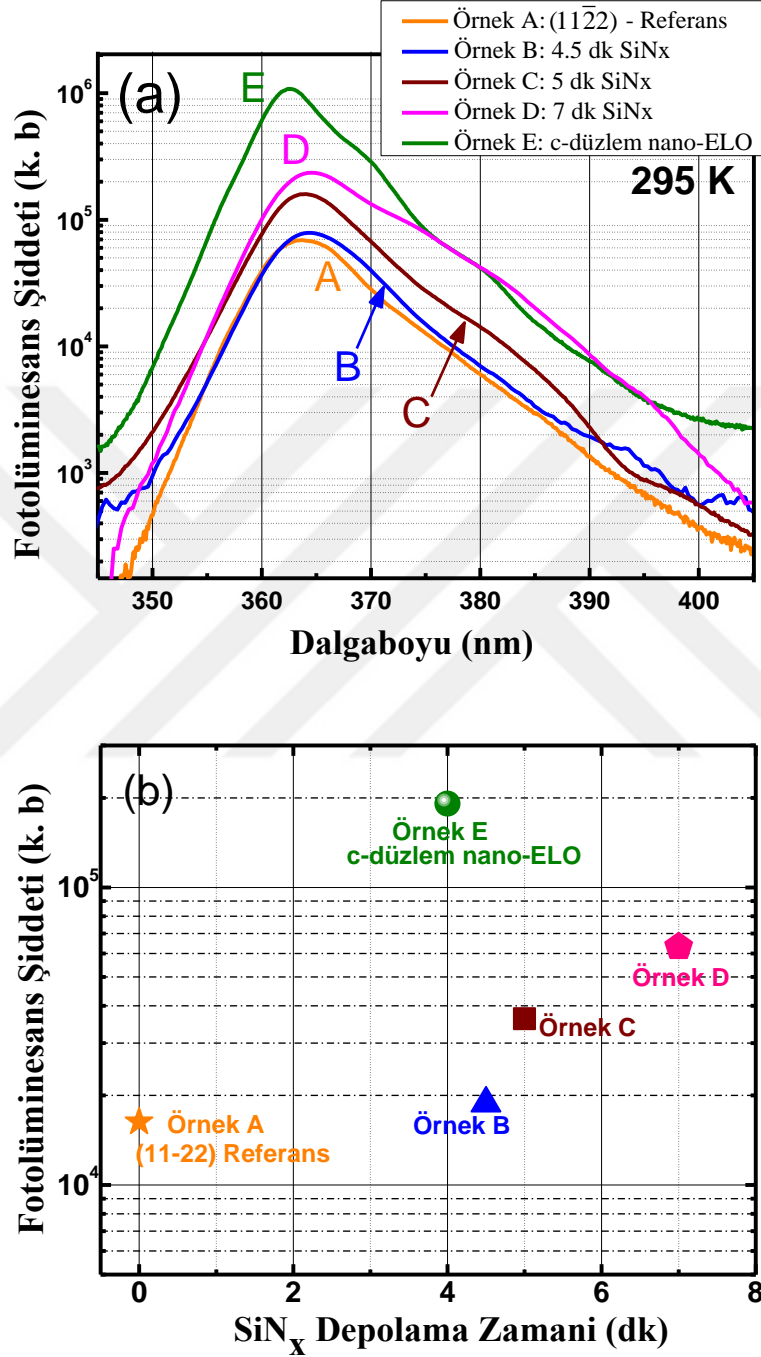 Örnek A: (112̄2̄) - Referans
Örnek B: 4.5 dk SiNx
Örnek C: 5 dk SiNx
Örnek D: 7 dk SiNx
Örnek E: c-düzlem nano-ELO
(a)
295 K
E
D
A
B
C
10⁶
10⁵
10⁴
10³
Fotolüminesans Şiddeti (k. b)
350 360 370 380 390 400
Dalgaboyu (nm)
(b)
Örnek E
c-düzlem nano-ELO
Örnek D
Örnek C
Örnek A
(11-22) Referans
Örnek B
10⁵
10⁴
Fotolüminesans Şiddeti (k. b)
0 2 4 6 8
SiNₓ Depolama Zamani (dk)